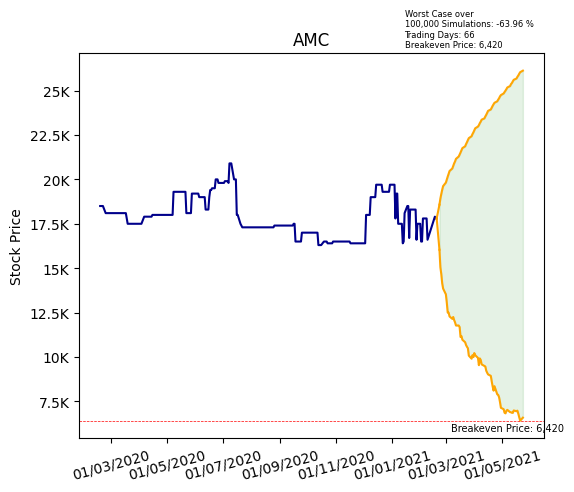 Worst Case over
100,000 Simulations: -63.96 %
Trading Days: 66
Breakeven Price: 6,420
AMC
Stock Price
25K
22.5K
20K
17.5K
15K
12.5K
10K
7.5K
Breakeven Price: 6,420
01/03/2020
01/05/2020
01/07/2020
01/09/2020
01/11/2020
01/01/2021
01/03/2021
01/05/2021